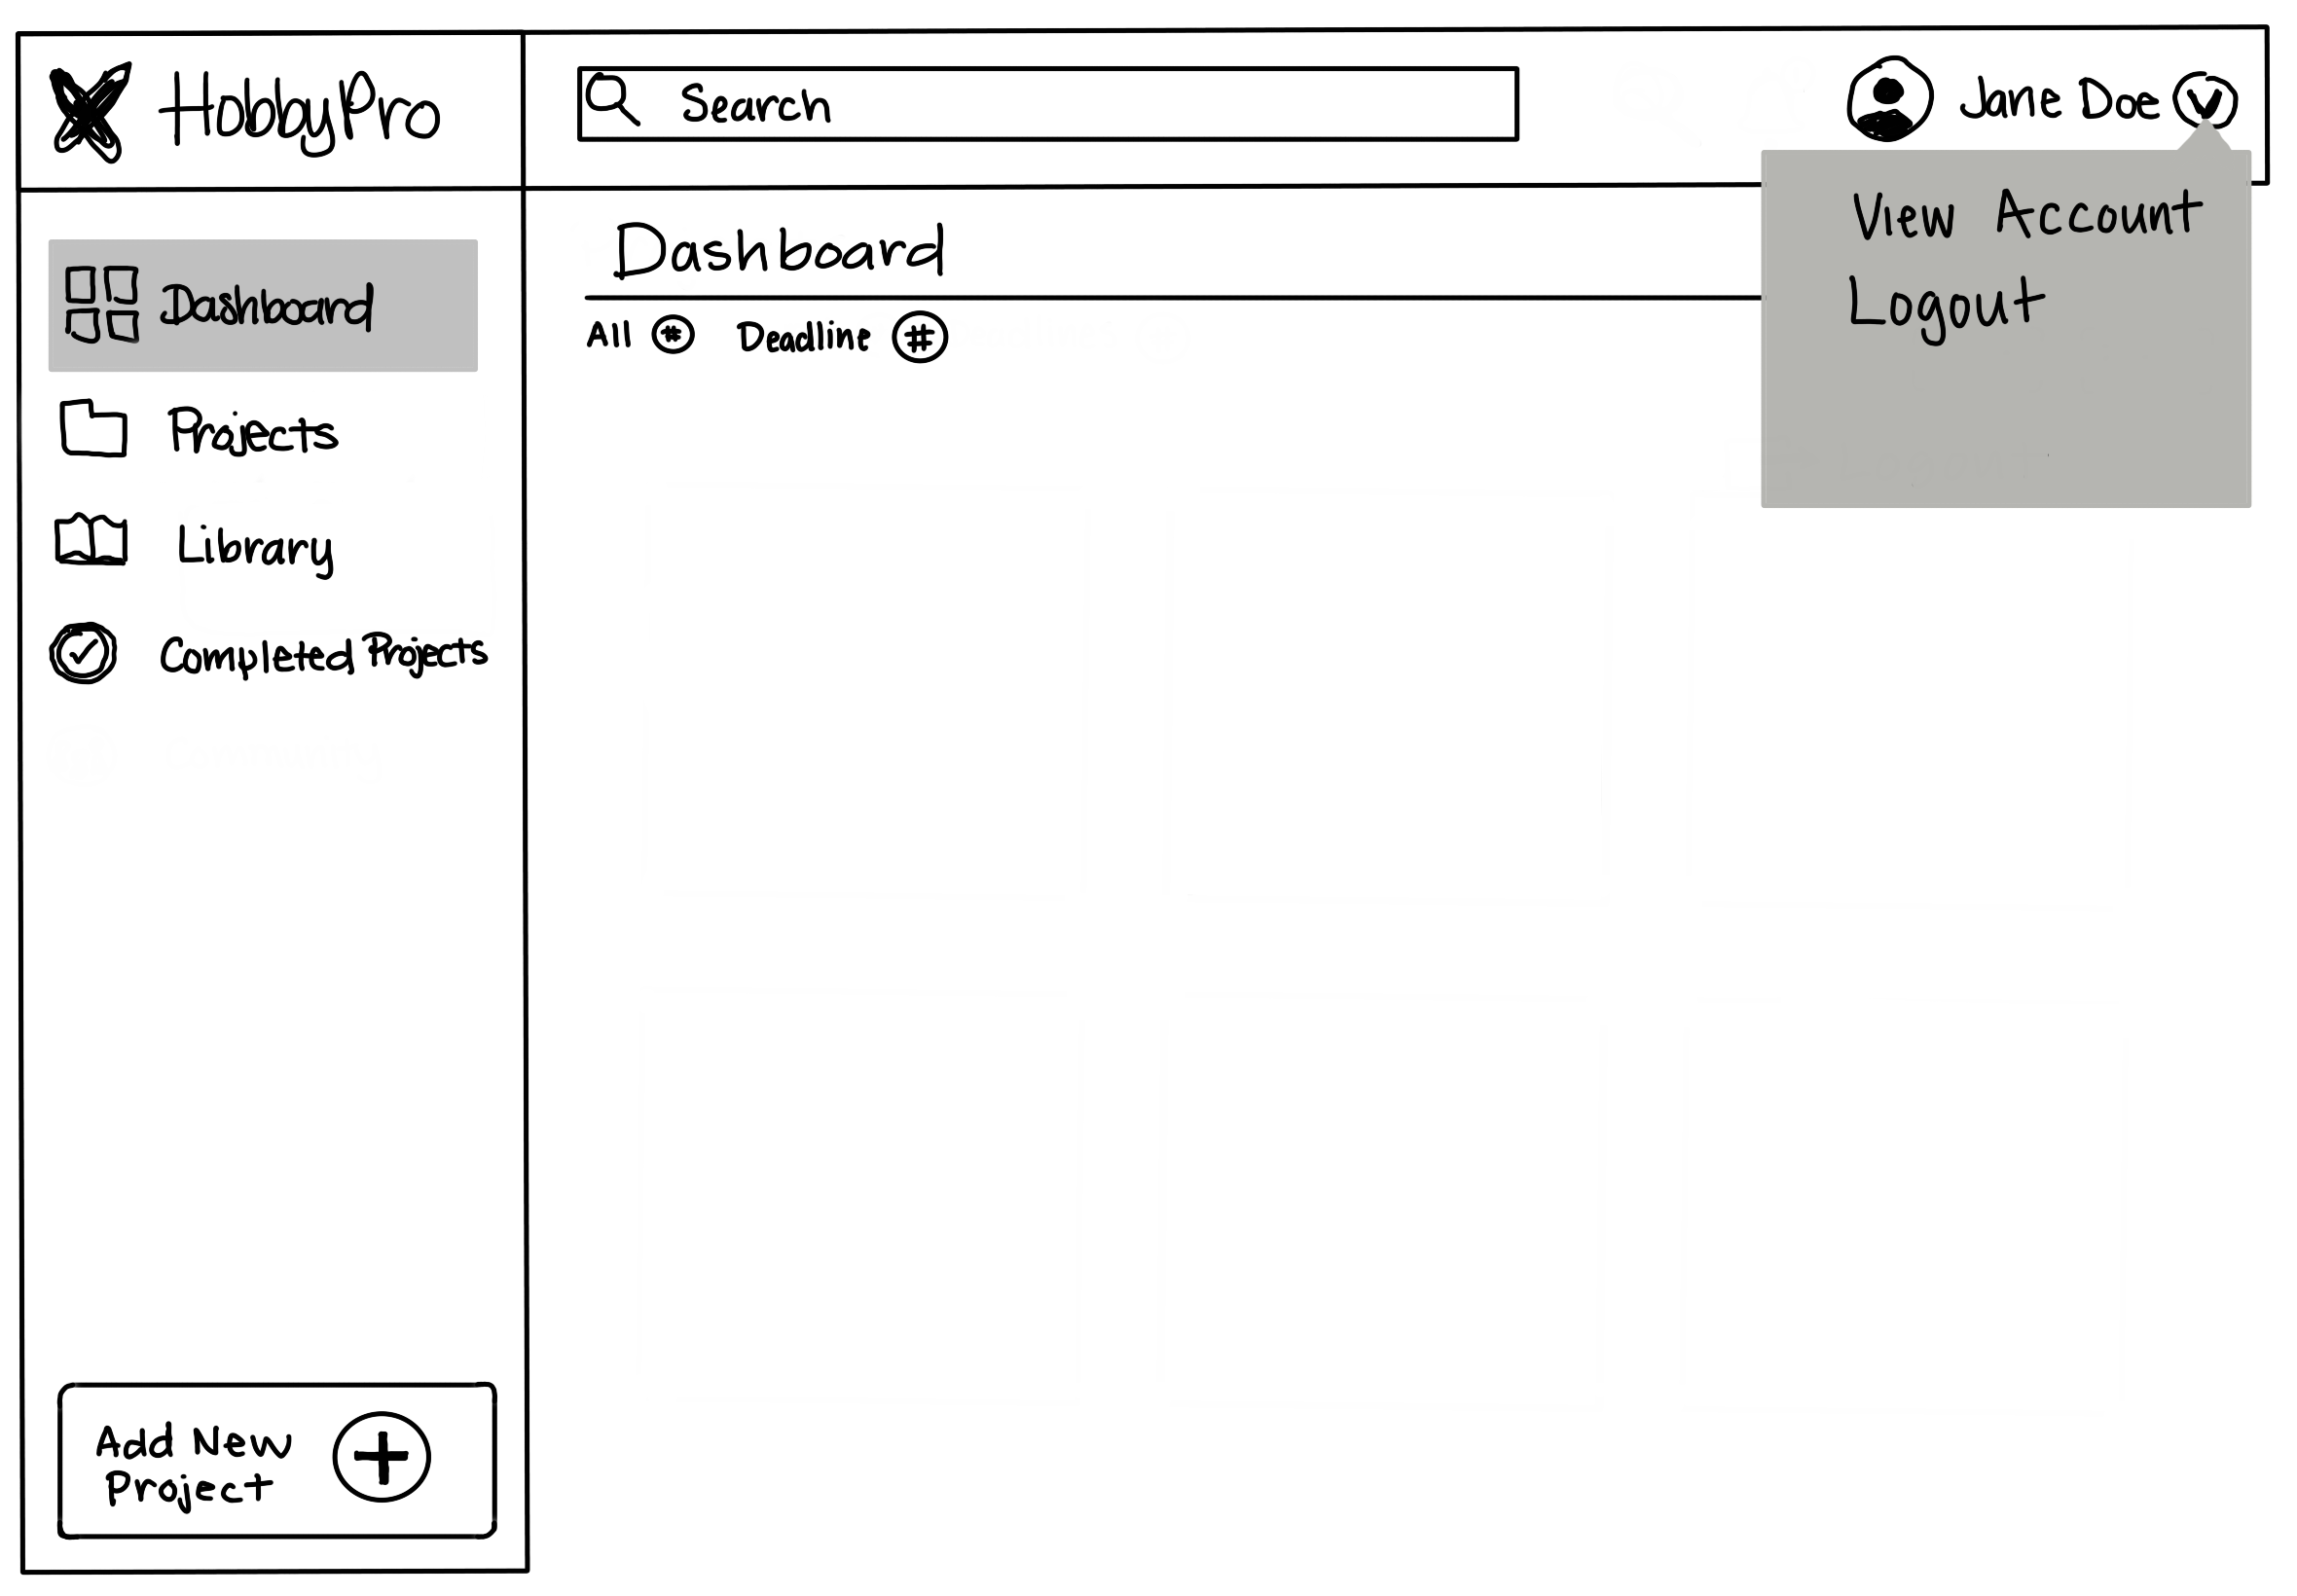 HobbyPro
Search
Jane Doe
View Account
Logout
Dashboard
All #
Deadline #
Dashboard
Projects
Library
Completed Projects
Add New
Project